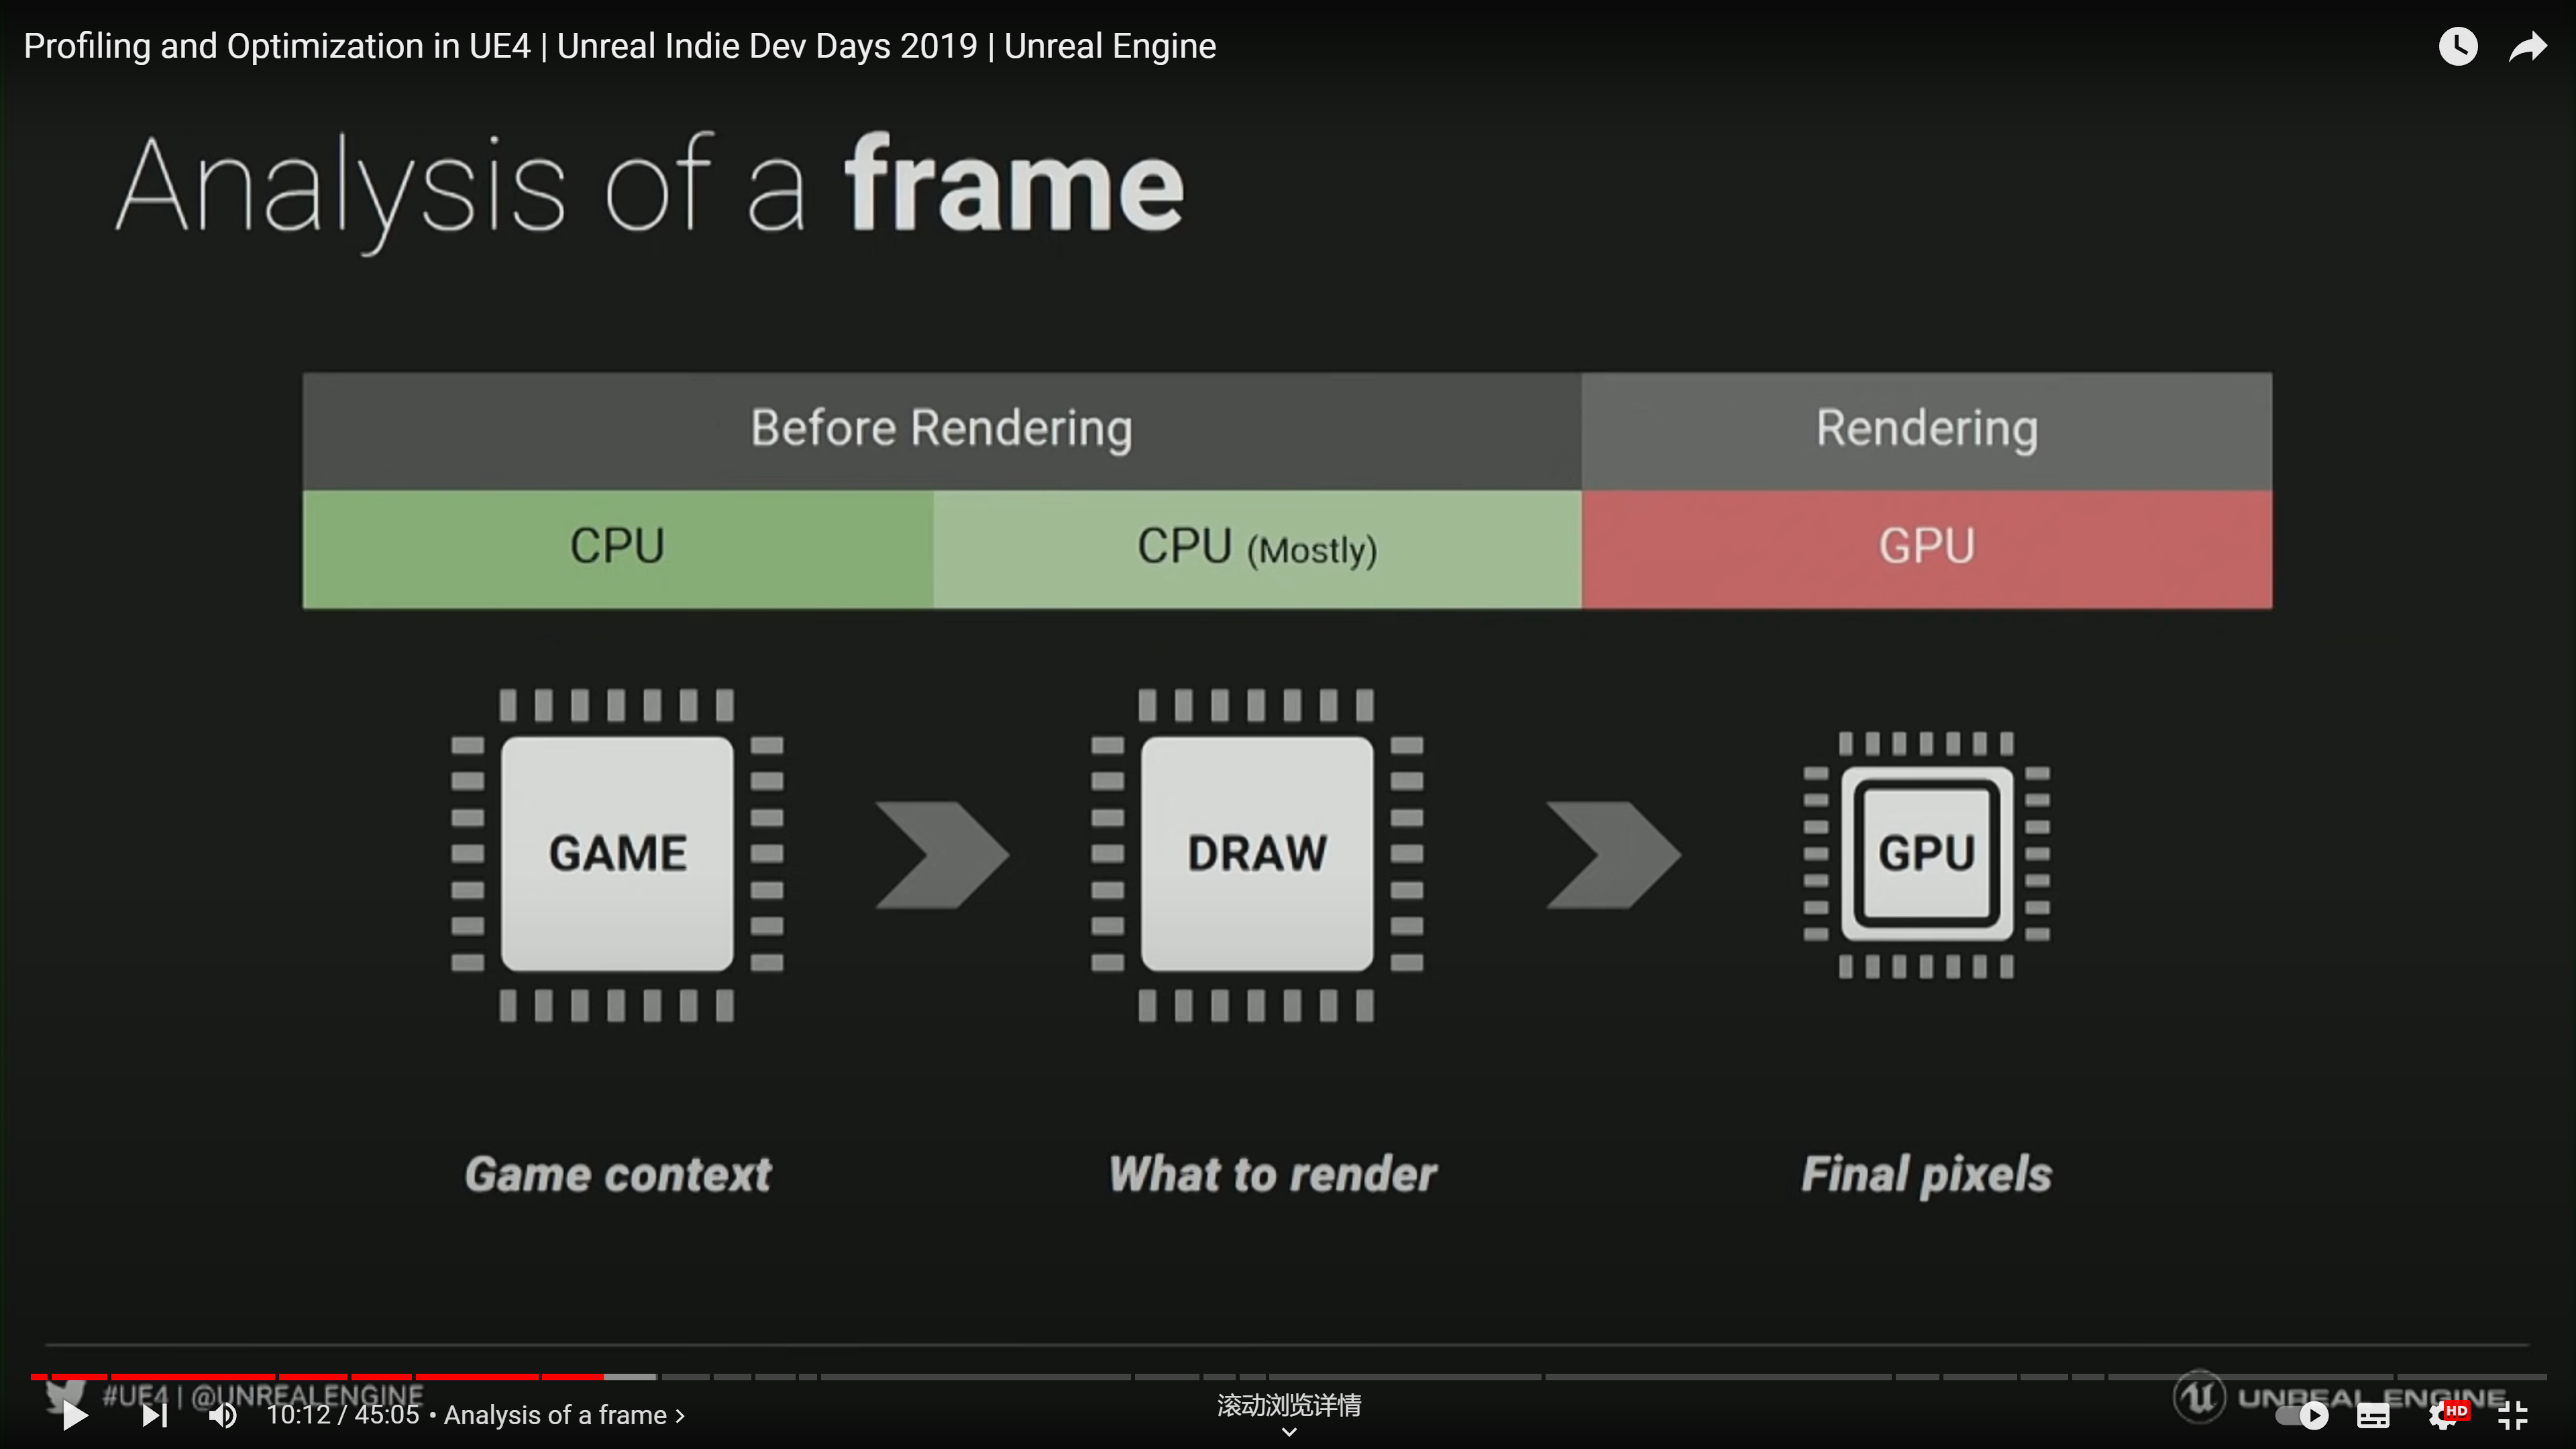 Profiling and Optimization in UE4 | Unreal Indie Dev Days 2019 | Unreal Engine
Analysis of a frame
Before Rendering
Rendering
CPU
CPU (Mostly)
GPU
GAME
DRAW
GPU
Game context
What to render
Final pixels
#UE4 | @UNREALENGINE
UNREAL ENGINE
10:12 / 45:05 • Analysis of a frame >
滚动浏览详情
HD